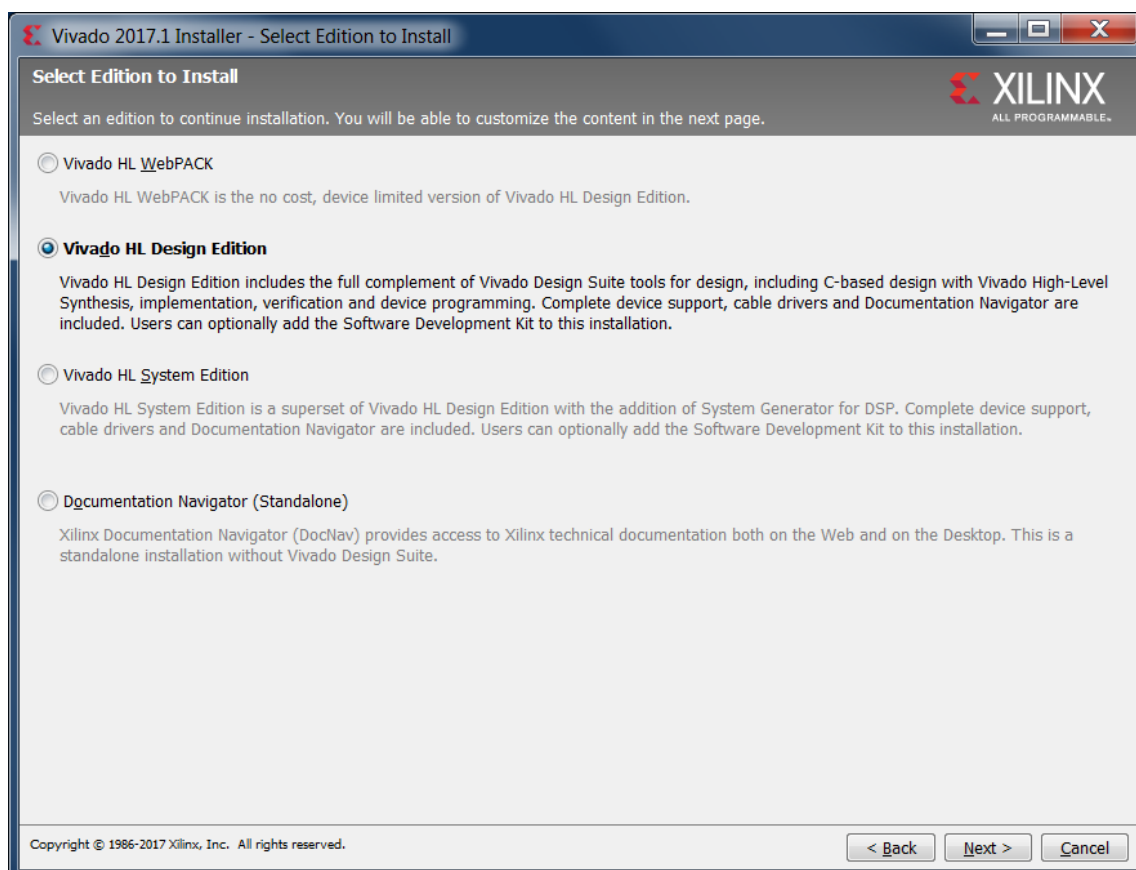 Vivado 2017.1 Installer - Select Edition to Install
Select Edition to Install
XILINX
ALL PROGRAMMABLE™
Select an edition to continue installation. You will be able to customize the content in the next page.
Vivado HL WebPACK
Vivado HL WebPACK is the no cost, device limited version of Vivado HL Design Edition.
Vivado HL Design Edition
Vivado HL Design Edition includes the full complement of Vivado Design Suite tools for design, including C-based design with Vivado High-Level
Synthesis, implementation, verification and device programming. Complete device support, cable drivers and Documentation Navigator are
included. Users can optionally add the Software Development Kit to this installation.
Vivado HL System Edition
Vivado HL System Edition is a superset of Vivado HL Design Edition with the addition of System Generator for DSP. Complete device support,
cable drivers and Documentation Navigator are included. Users can optionally add the Software Development Kit to this installation.
Documentation Navigator (Standalone)
Xilinx Documentation Navigator (DocNav) provides access to Xilinx technical documentation both on the Web and on the Desktop. This is a
standalone installation without Vivado Design Suite.
Copyright © 1986-2017 Xilinx, Inc. All rights reserved.
< Back
Next >
Cancel